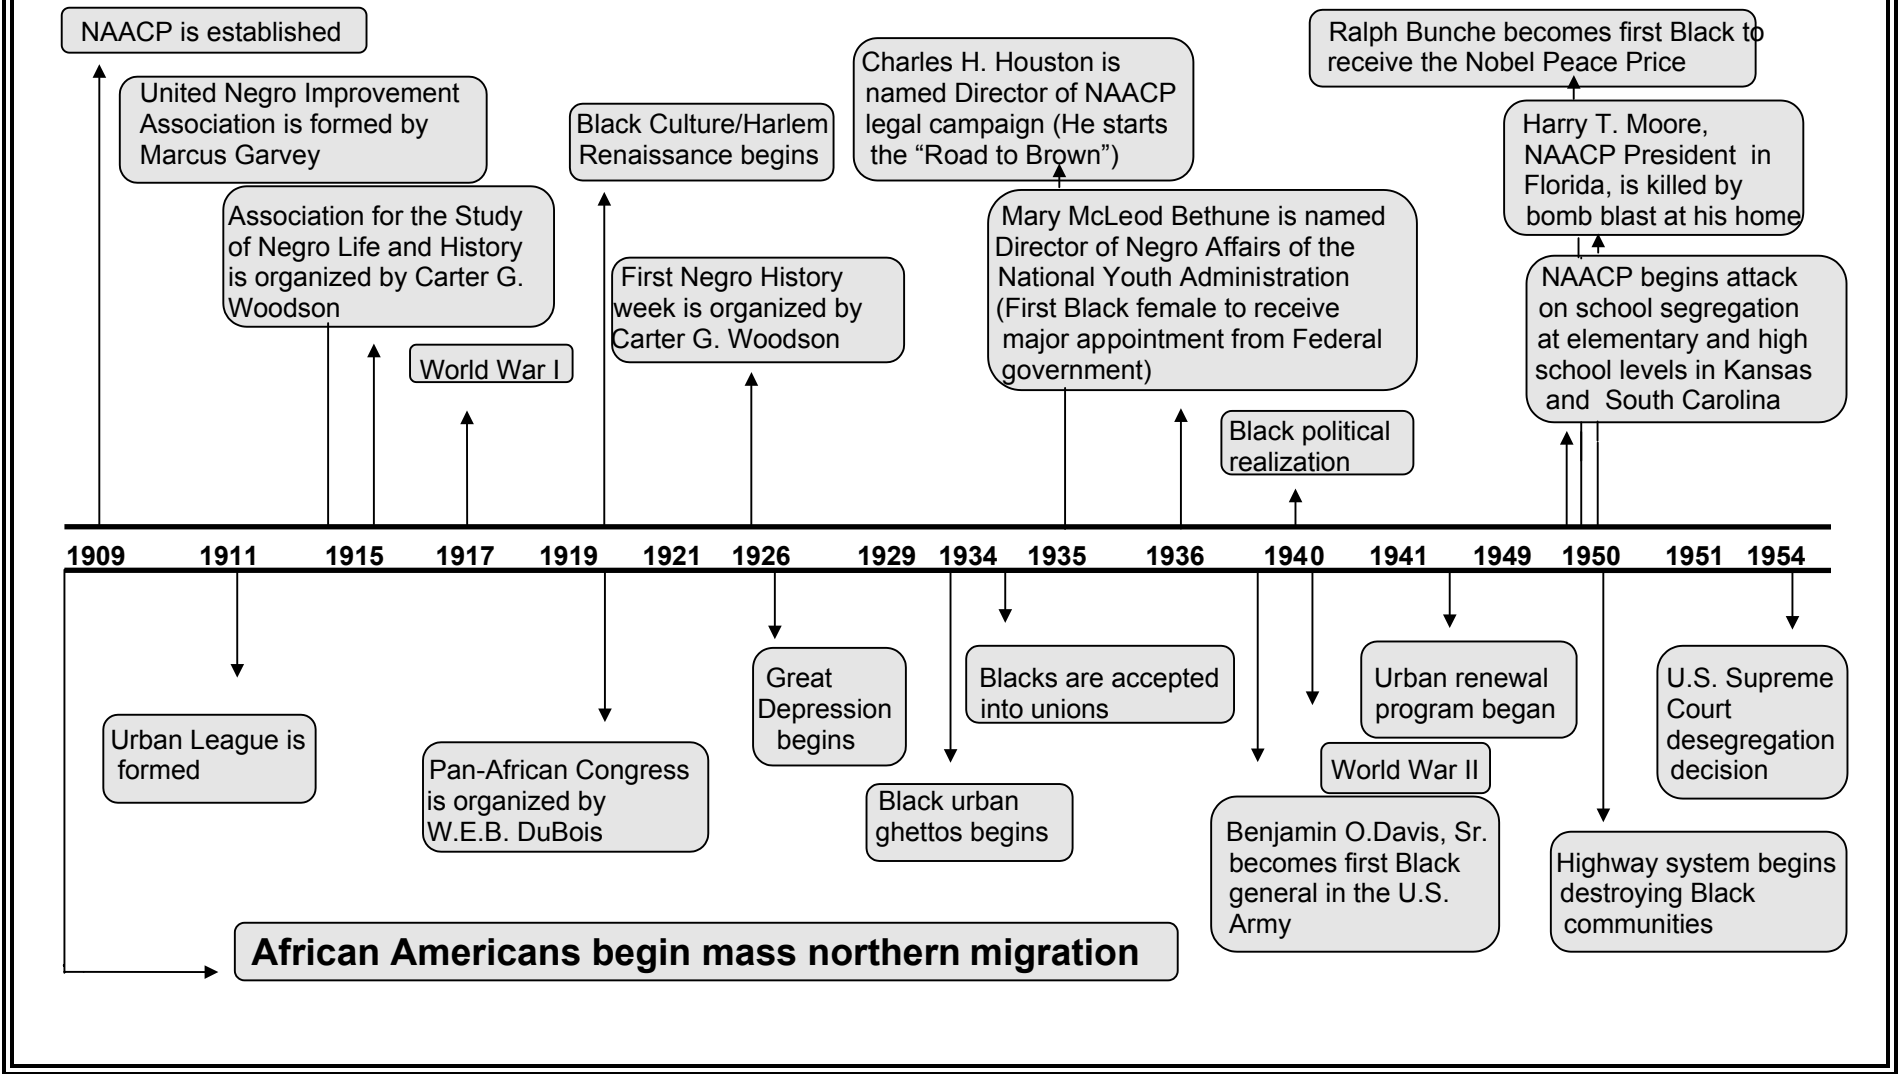 NAACP is established
United Negro Improvement
Association is formed by
Marcus Garvey
Association for the Study
of Negro Life and History
is organized by Carter G.
Woodson
World War I
Black Culture/Harlem
Renaissance begins
First Negro History
week is organized by
Carter G. Woodson
Charles H. Houston is
named Director of NAACP
legal campaign (He starts
the “Road to Brown”)
Mary McLeod Bethune is named
Director of Negro Affairs of the
National Youth Administration
(First Black female to receive
major appointment from Federal
government)
Black political
realization
Ralph Bunche becomes first Black to
receive the Nobel Peace Price
Harry T. Moore,
NAACP President in
Florida, is killed by
bomb blast at his home
NAACP begins attack
on school segregation
at elementary and high
school levels in Kansas
and South Carolina
1909 1911 1915 1917 1919 1921 1926 1929 1934 1935 1936 1940 1941 1949 1950 1951 1954
Urban League is
formed
Pan-African Congress
is organized by
W.E.B. DuBois
Great
Depression
begins
Black urban
ghettos begins
Blacks are accepted
into unions
Urban renewal
program began
World War II
Benjamin O.Davis, Sr.
becomes first Black
general in the U.S.
Army
Highway system begins
destroying Black
communities
U.S. Supreme
Court
desegregation
decision
African Americans begin mass northern migration